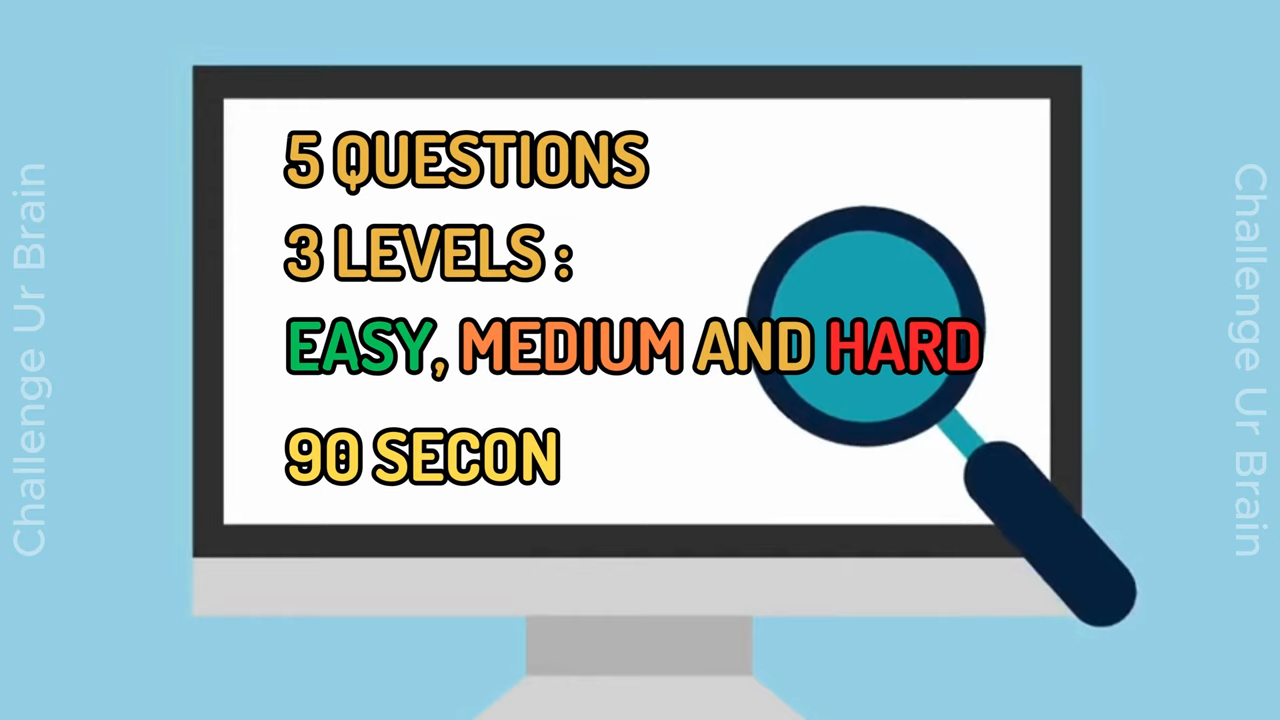 5 QUESTIONS
3 LEVELS :
EASY, MEDIUM AND HARD
90 SECON
Challenge Ur Brain
Challenge Ur Brain